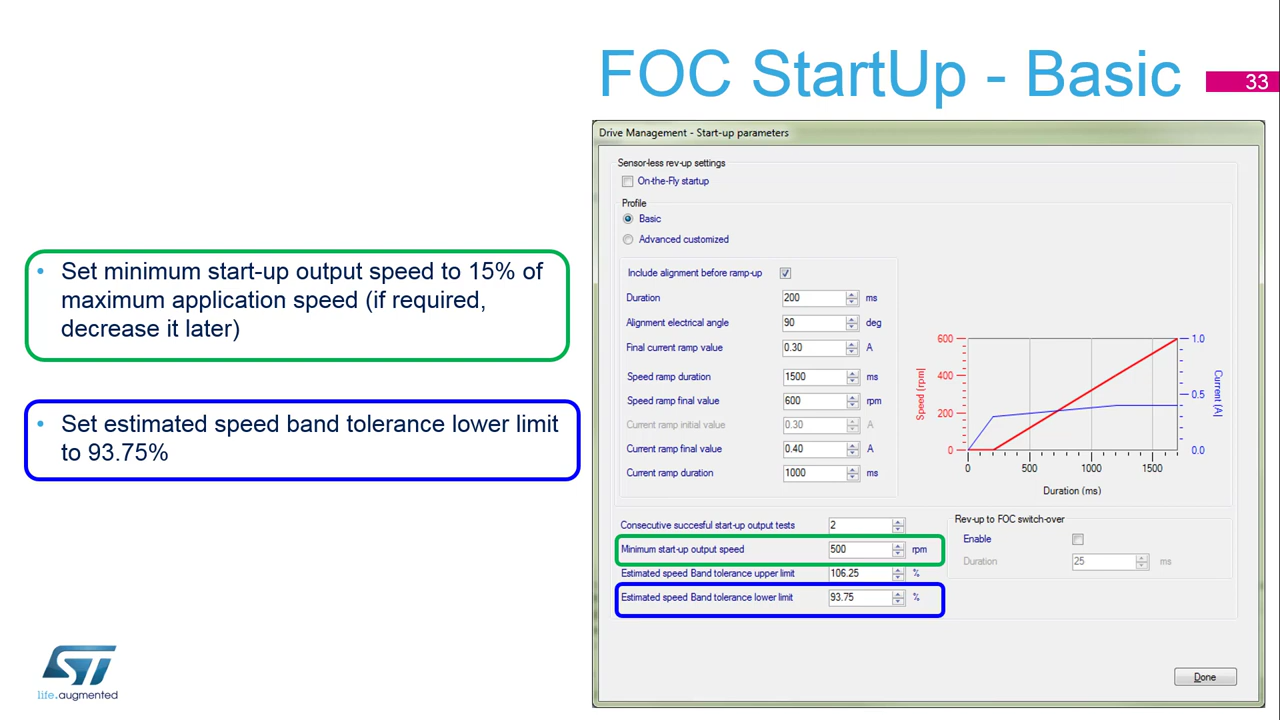 FOC StartUp - Basic
33
• Set minimum start-up output speed to 15% of
maximum application speed (if required,
decrease it later)
• Set estimated speed band tolerance lower limit
to 93.75%
Drive Management - Start-up parameters
Sensor-less rev-up settings
On-the-Fly startup
Profile
Basic
Advanced customized
Include alignment before ramp-up
Duration 200 ms
Alignment electrical angle 90 deg
Final current ramp value 0.30 A
Speed ramp duration 1500 ms
Speed ramp final value 600 rpm
Current ramp initial value 0.30 A
Current ramp final value 0.40 A
Current ramp duration 1000 ms
600
400
200
0
Speed [rpm]
1.0
0.5
0.0
Current (A)
0 500 1000 1500
Duration (ms)
Consecutive succesful start-up output tests 2
Minimum start-up output speed 500 rpm
Estimated speed Band tolerance upper limit 106.25 %
Estimated speed Band tolerance lower limit 93.75 %
Rev-up to FOC switch-over
Enable
Duration 25 ms
Done
ST
life.augmented